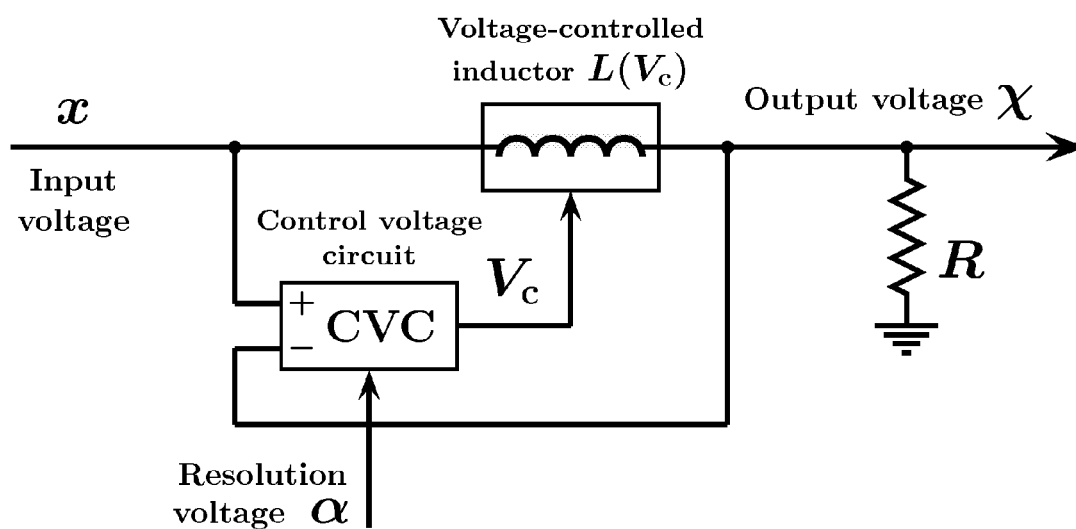 Voltage-controlled
inductor L(Vc)
x
Output voltage χ
Input
voltage
Control voltage
circuit
Vc
R
+
CVC
−
Resolution
voltage α